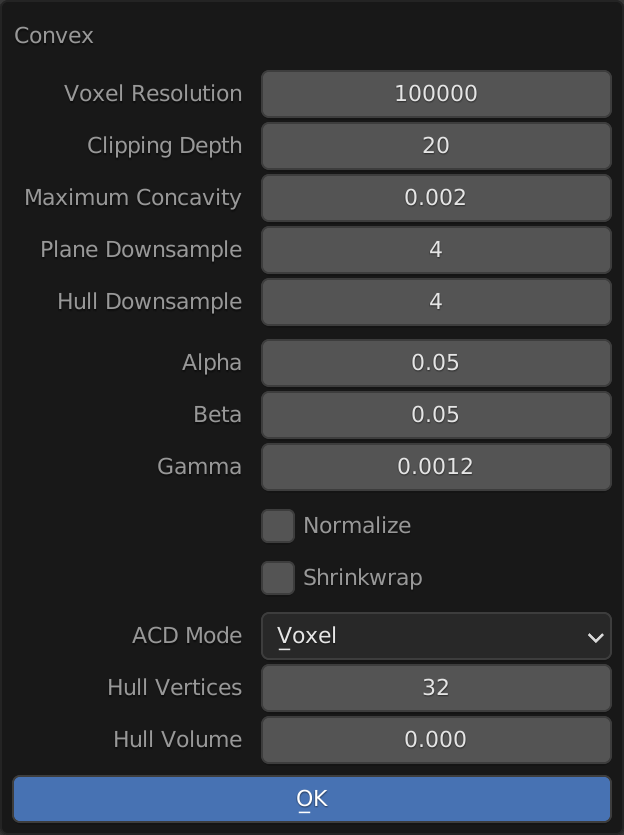 Convex
Voxel Resolution 100000
Clipping Depth 20
Maximum Concavity 0.002
Plane Downsample 4
Hull Downsample 4
Alpha 0.05
Beta 0.05
Gamma 0.0012
Normalize
Shrinkwrap
ACD Mode Voxel
Hull Vertices 32
Hull Volume 0.000
OK